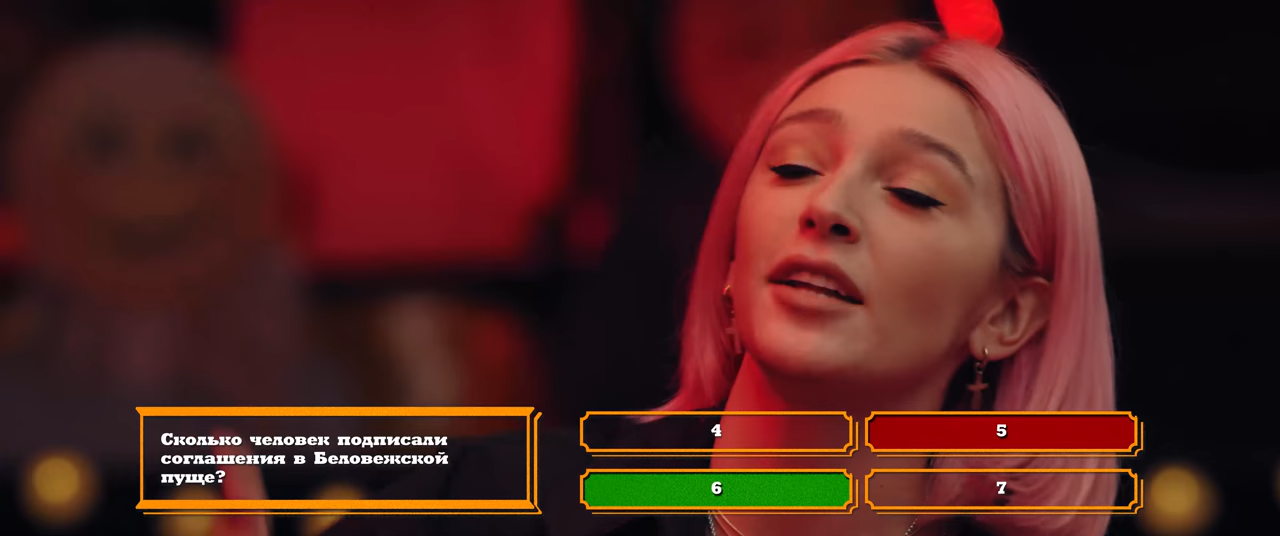 Сколько человек подписали
соглашения в Беловежской
пуще?
4
5
6
7